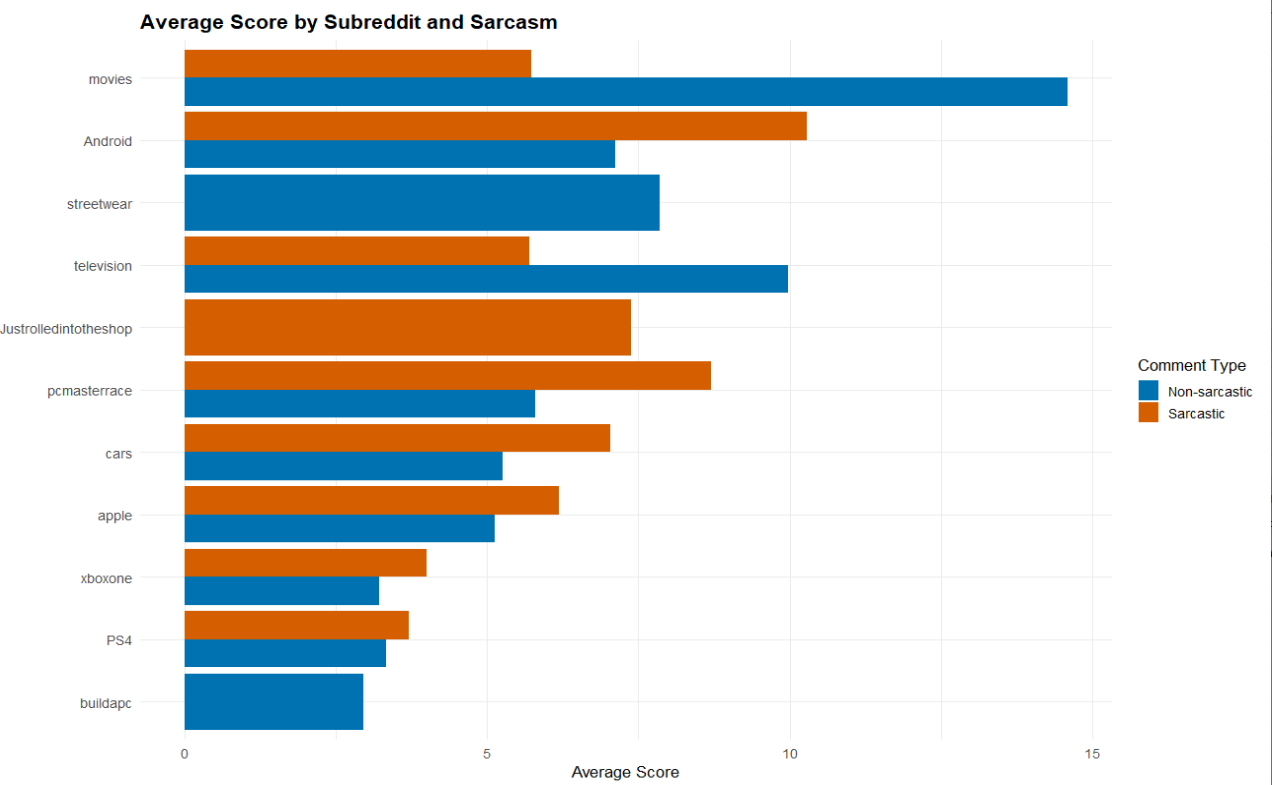 Average Score by Subreddit and Sarcasm
movies
Android
streetwear
television
Justrolledintotheshop
pcmasterrace
cars
apple
xboxone
PS4
buildapc
0 5 10 15
Average Score
Comment Type
Non-sarcastic
Sarcastic